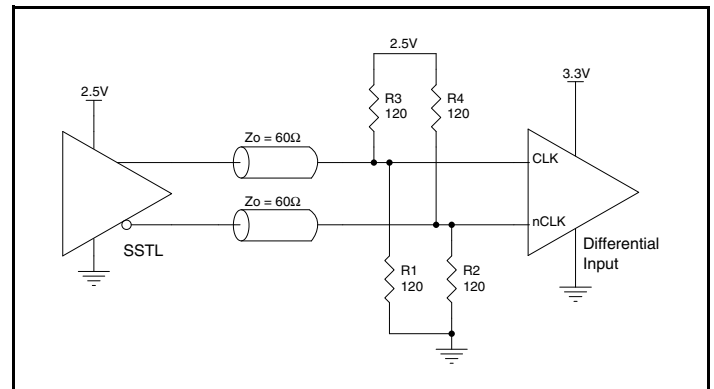 2.5V
3.3V
2.5V
R3
120
R4
120
Zo = 60Ω
CLK
Zo = 60Ω
nCLK
SSTL
Differential
Input
R1
120
R2
120